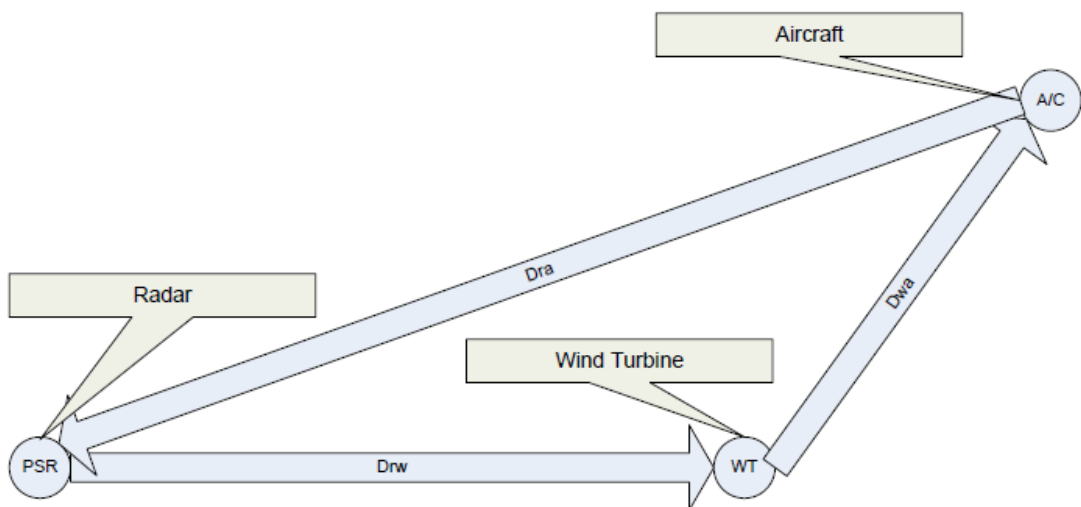 Aircraft
A/C
Dra
Radar
Dwa
Wind Turbine
PSR
Drw
WT